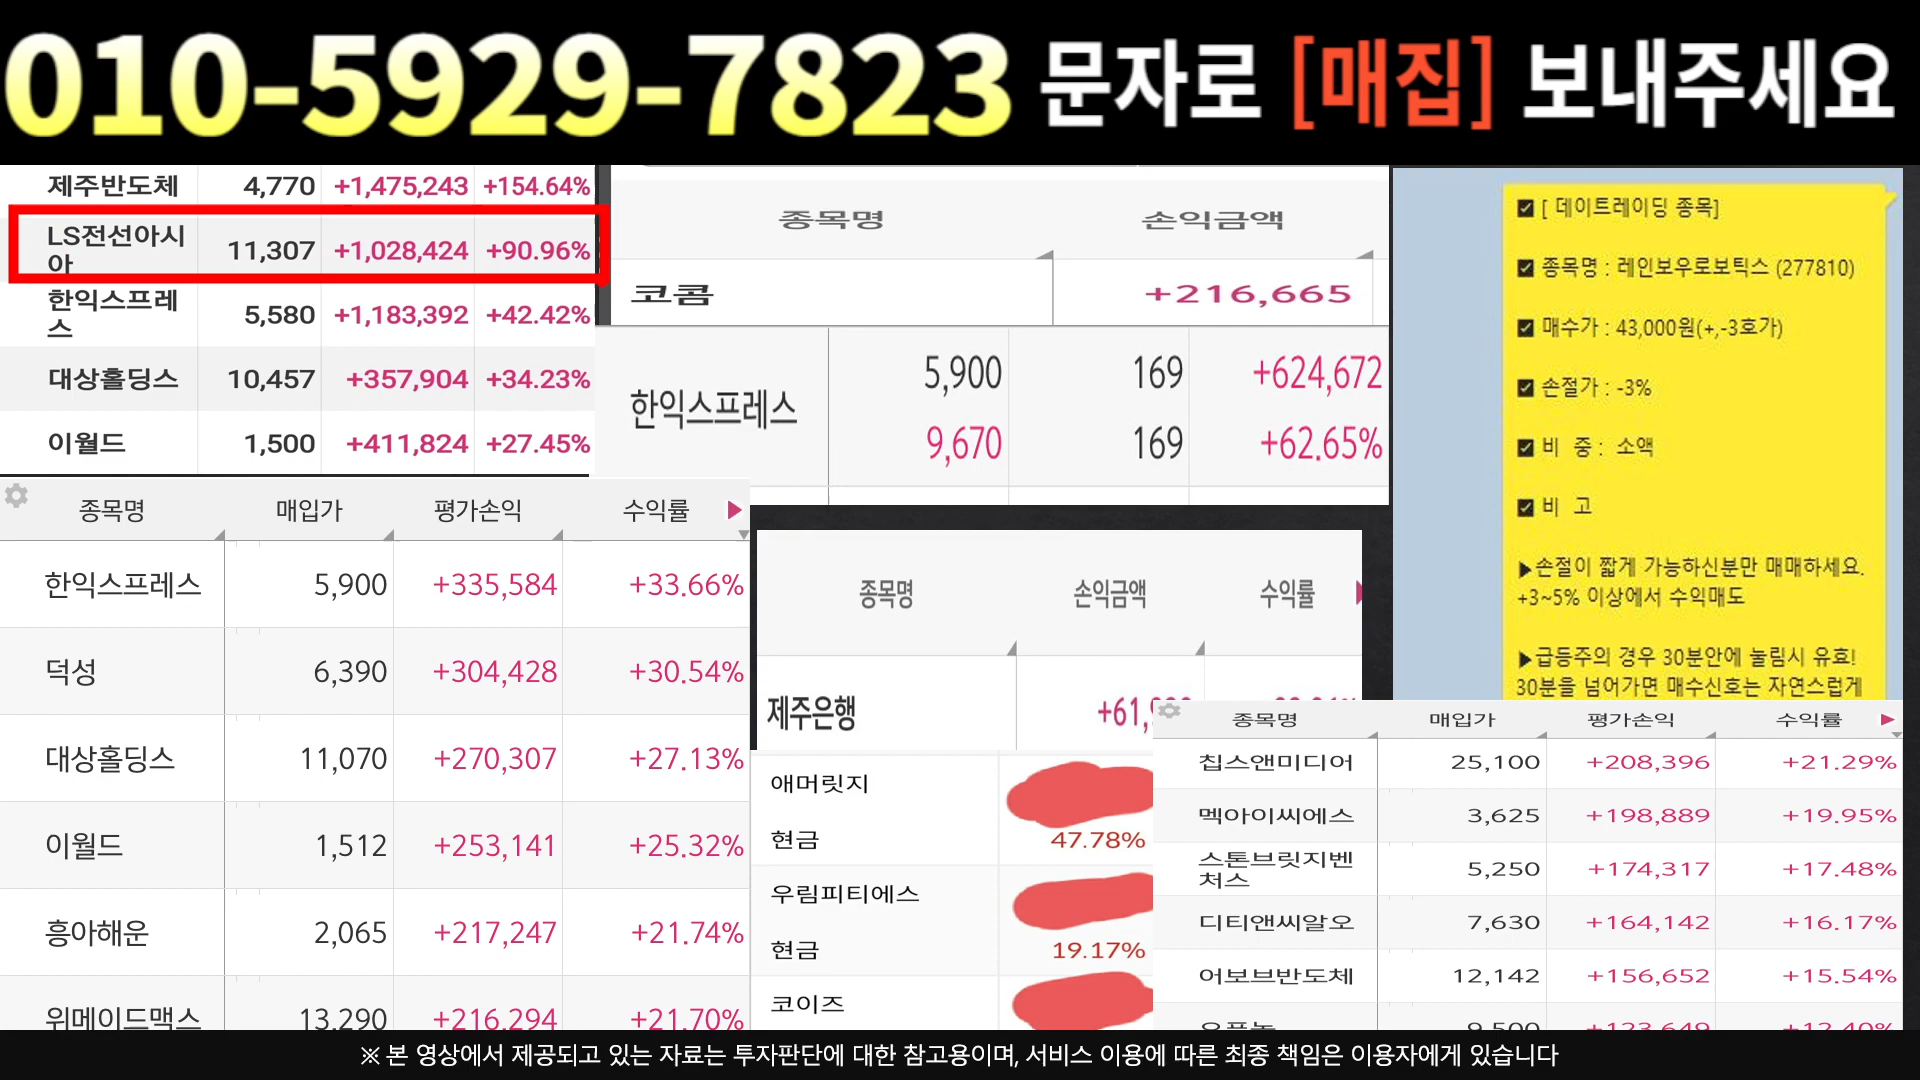 010-5929-7823 문자로 [매집] 보내주세요
제주반도체 4,770 +1,475,243 +154.64%
LS전선아시아 11,307 +1,028,424 +90.96%
한익스프레스 5,580 +1,183,392 +42.42%
대상홀딩스 10,457 +357,904 +34.23%
이월드 1,500 +411,824 +27.45%
종목명 손익금액
코콤 +216,665
한익스프레스
5,900 169 +624,672
9,670 169 +62.65%
☑ [ 데이트레이딩 종목]
☑ 종목명 : 레인보우로보틱스 (277810)
☑ 매수가 : 43,000원(+,-3호가)
☑ 손절가 : -3%
☑ 비 중 : 소액
☑ 비 고
▶손절이 짧게 가능하신분만 매매하세요.
+3~5% 이상에서 수익매도
▶급등주의 경우 30분안에 눌림시 유효!
30분을 넘어가면 매수신호는 자연스럽게
종목명 매입가 평가손익 수익률
한익스프레스 5,900 +335,584 +33.66%
덕성 6,390 +304,428 +30.54%
대상홀딩스 11,070 +270,307 +27.13%
이월드 1,512 +253,141 +25.32%
흥아해운 2,065 +217,247 +21.74%
위메이드맥스 13,290 +216,294 +21.70%
종목명 손익금액 수익률
제주은행 +61,
애머릿지
현금 47.78%
우림피티에스
현금 19.17%
코이즈
종목명 매입가 평가손익 수익률
칩스앤미디어 25,100 +208,396 +21.29%
멕아이씨에스 3,625 +198,889 +19.95%
스톤브릿지벤처스 5,250 +174,317 +17.48%
디티앤씨알오 7,630 +164,142 +16.17%
어보브반도체 12,142 +156,652 +15.54%
※ 본 영상에서 제공되고 있는 자료는 투자판단에 대한 참고용이며, 서비스 이용에 따른 최종 책임은 이용자에게 있습니다